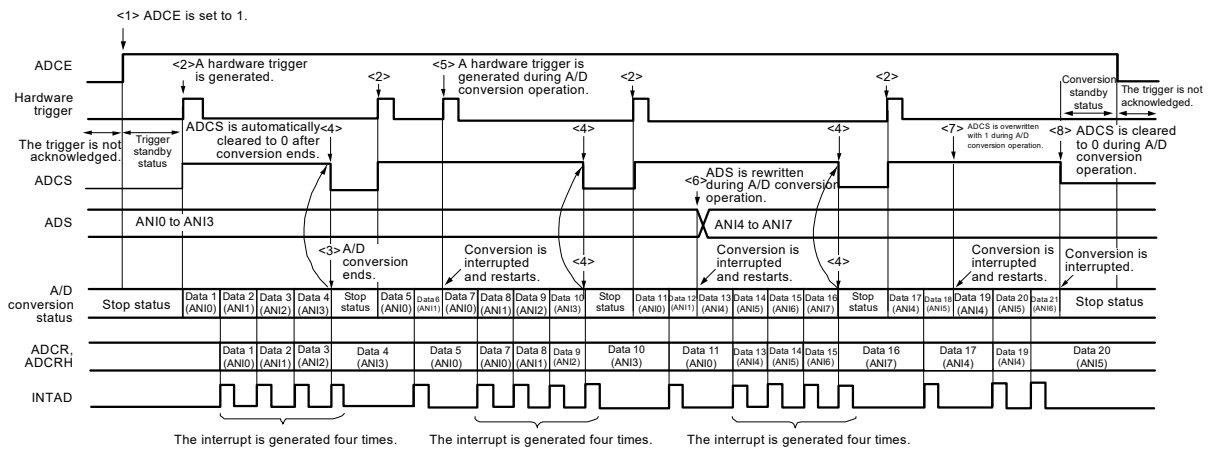 <1> ADCE is set to 1.
ADCE
<2> A hardware trigger
is generated.
<2>
<5> A hardware trigger is
generated during A/D
conversion operation.
<2>
<2>
Conversion
standby
status
The trigger is not
acknowledged.
Hardware
trigger
The trigger is not
acknowledged.
Trigger
standby
status
ADCS is automatically
cleared to 0 after
conversion ends.
<4>
<4>
<4>
<7> ADCS is overwritten
with 1 during A/D
conversion operation.
<8> ADCS is cleared
to 0 during A/D
conversion
operation.
ADCS
<6> ADS is rewritten
during A/D conversion
operation.
ADS
ANI0 to ANI3
ANI4 to ANI7
<3> A/D
conversion
ends.
Conversion is
interrupted
and restarts.
<4>
Conversion is
interrupted
and restarts.
<4>
Conversion is
interrupted
and restarts.
Conversion is
interrupted.
A/D
conversion
status
Stop status
Data 1
(ANI0)
Data 2
(ANI1)
Data 3
(ANI2)
Data 4
(ANI3)
Stop
status
Data 5
(ANI0)
Data 6
(ANI1)
Data 7
(ANI0)
Data 8
(ANI1)
Data 9
(ANI2)
Data 10
(ANI3)
Stop
status
Data 11
(ANI0)
Data 12
(ANI1)
Data 13
(ANI4)
Data 14
(ANI5)
Data 15
(ANI6)
Data 16
(ANI7)
Stop
status
Data 17
(ANI4)
Data 18
(ANI5)
Data 19
(ANI4)
Data 20
(ANI5)
Data 21
(ANI6)
Stop status
ADCR,
ADCRH
Data 1
(ANI0)
Data 2
(ANI1)
Data 3
(ANI2)
Data 4
(ANI3)
Data 5
(ANI0)
Data 7
(ANI0)
Data 8
(ANI1)
Data 9
(ANI2)
Data 10
(ANI3)
Data 11
(ANI0)
Data 13
(ANI4)
Data 14
(ANI5)
Data 15
(ANI6)
Data 16
(ANI7)
Data 17
(ANI4)
Data 19
(ANI4)
Data 20
(ANI5)
INTAD
The interrupt is generated four times.
The interrupt is generated four times.
The interrupt is generated four times.